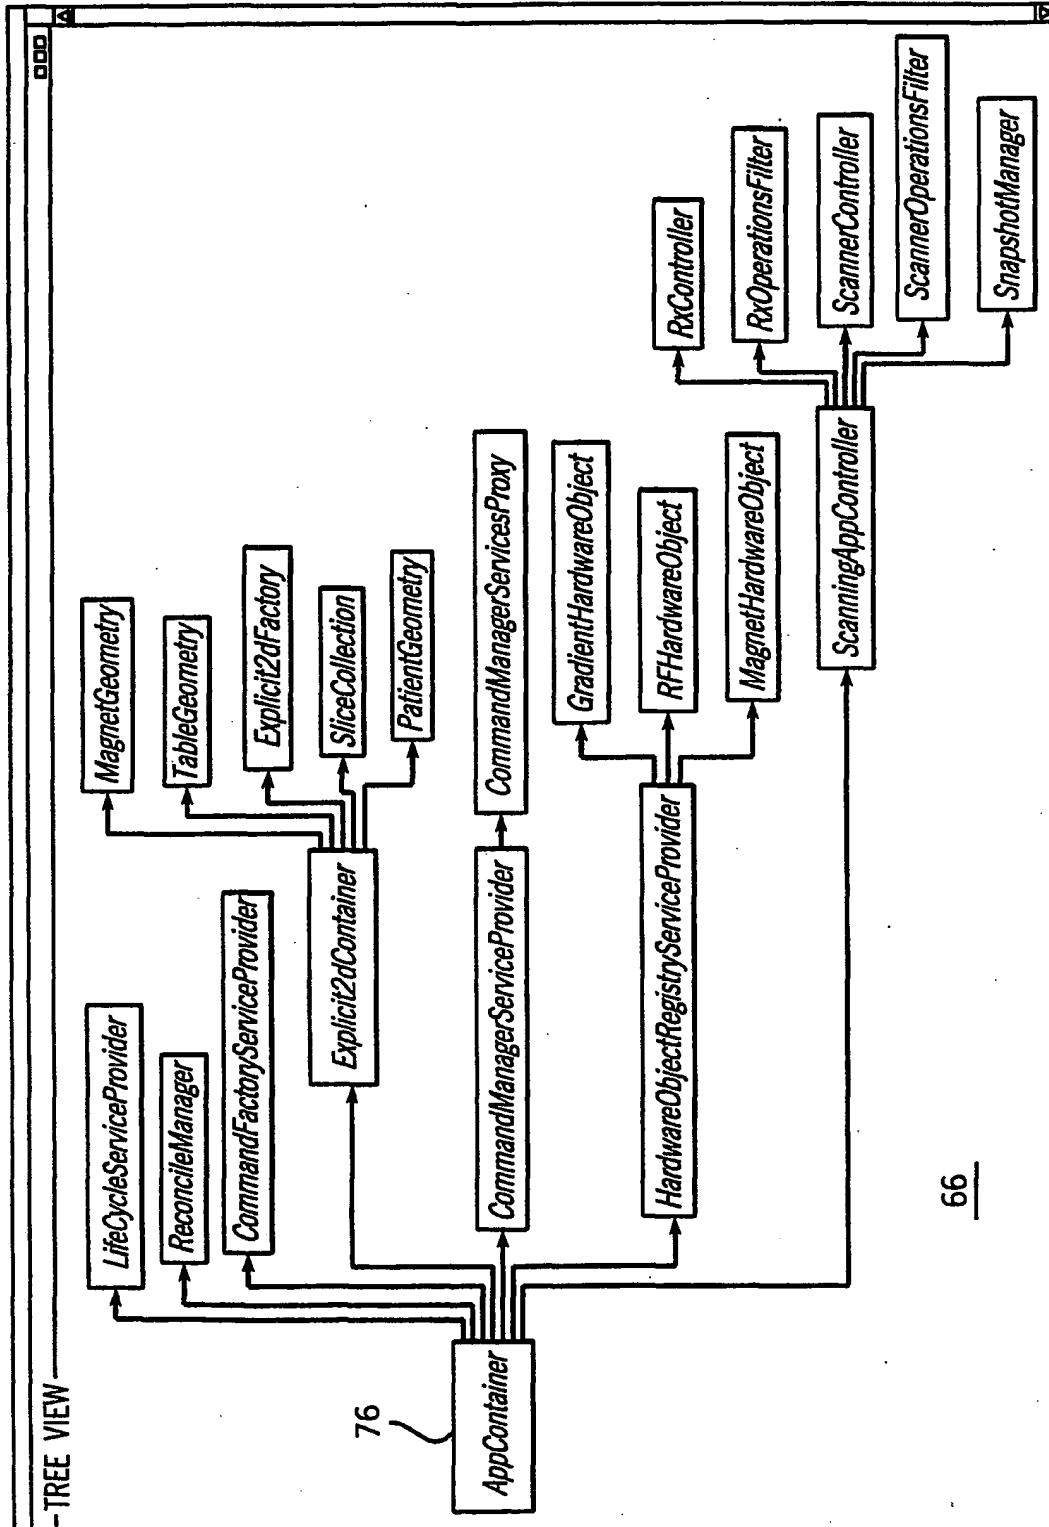 TREE VIEW
76
AppContainer
LifeCycleServiceProvider
ReconcileManager
CommandFactoryServiceProvider
Explicit2dContainer
MagnetGeometry
TableGeometry
Explicit2dFactory
SliceCollection
PatientGeometry
CommandManagerServiceProvider
CommandManagerServicesProxy
HardwareObjectRegistryServiceProvider
GradientHardwareObject
RFHardwareObject
MagnetHardwareObject
ScanningAppController
RxController
RxOperationsFilter
ScannerController
ScannerOperationsFilter
SnapshotManager
66